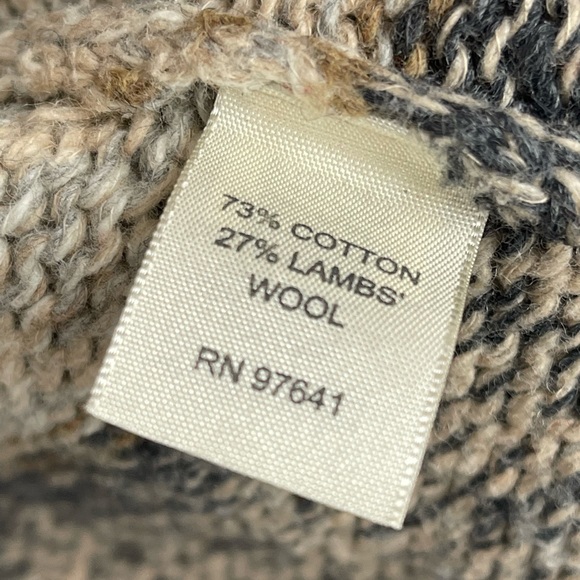 73% COTTON
27% LAMBS'
WOOL
RN 97641